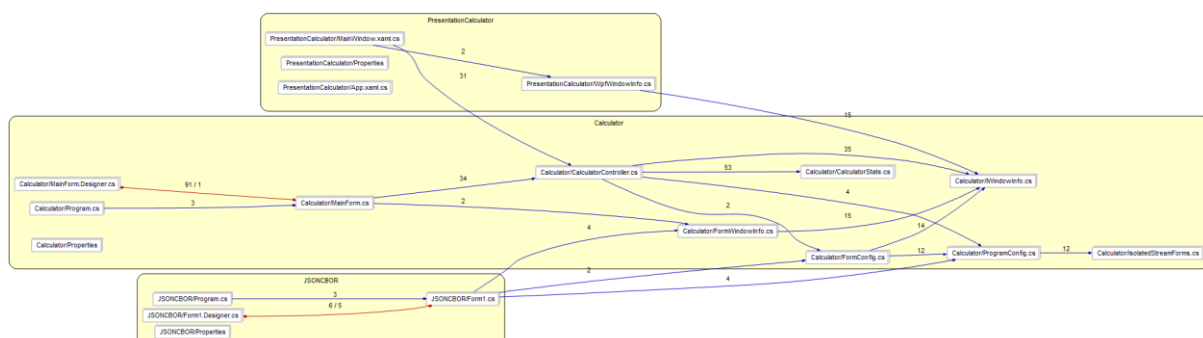 PresentationCalculator
PresentationCalculator/MainWindow.xaml.cs
2
PresentationCalculator/Properties
31
PresentationCalculator/WpfWindowInfo.cs
PresentationCalculator/App.xaml.cs
15
Calculator
35
Calculator/CalculatorController.cs
53
Calculator/CalculatorState.cs
Calculator/IWindowInfo.cs
Calculator/MainForm.Designer.cs
91 / 1
34
4
Calculator/Program.cs
3
Calculator/MainForm.cs
2
2
15
4
Calculator/FormWindowInfo.cs
14
Calculator/Properties
12
Calculator/FormConfig.cs
Calculator/ProgramConfig.cs
12
Calculator/IsolatedStreamForms.cs
JSONCBOR
2
4
JSONCBOR/Program.cs
3
JSONCBOR/Form1.cs
6 / 5
JSONCBOR/Form1.Designer.cs
JSONCBOR/Properties